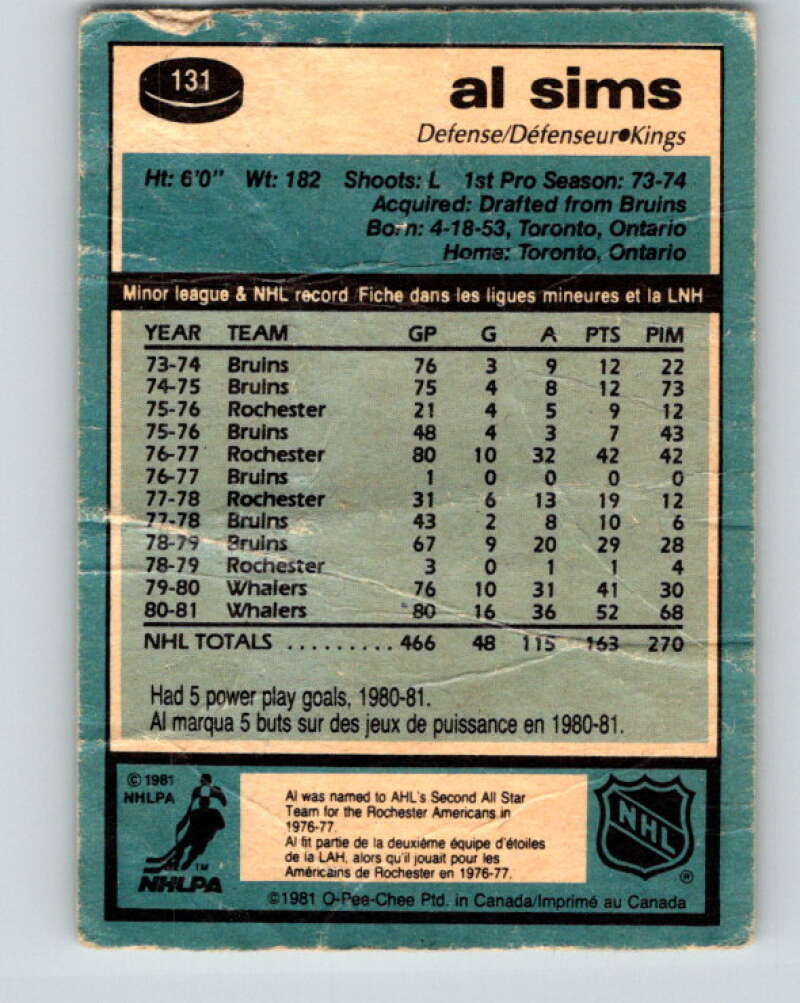 131
al sims
Defense/Défenseur•Kings
Ht: 6'0" Wt: 182 Shoots: L 1st Pro Season: 73-74
Acquired: Drafted from Bruins
Born: 4-18-53, Toronto, Ontario
Home: Toronto, Ontario
Minor league & NHL record Fiche dans les ligues mineures et la LNH
YEAR TEAM GP G A PTS PIM
73-74 Bruins 76 3 9 12 22
74-75 Bruins 75 4 8 12 73
75-76 Rochester 21 4 5 9 12
75-76 Bruins 48 4 3 7 43
76-77 Rochester 80 10 32 42 42
76-77 Bruins 1 0 0 0 0
77-78 Rochester 31 6 13 19 12
77-78 Bruins 43 2 8 10 6
78-79 Bruins 67 9 20 29 28
78-79 Rochester 3 0 1 1 4
79-80 Whalers 76 10 31 41 30
80-81 Whalers 80 16 36 52 68
NHL TOTALS .......... 466 48 115 163 270
Had 5 power play goals, 1980-81.
Al marqua 5 buts sur des jeux de puissance en 1980-81.
© 1981
NHLPA
TM
NHLPA
Al was named to AHL's Second All Star
Team for the Rochester Americans in
1976-77.
Al fit partie de la deuxième équipe d'étoiles
de la LAH, alors qu'il jouait pour les
Américains de Rochester en 1976-77.
NHL
®
©1981 O-Pee-Chee Ptd. in Canada/Imprimé au Canada